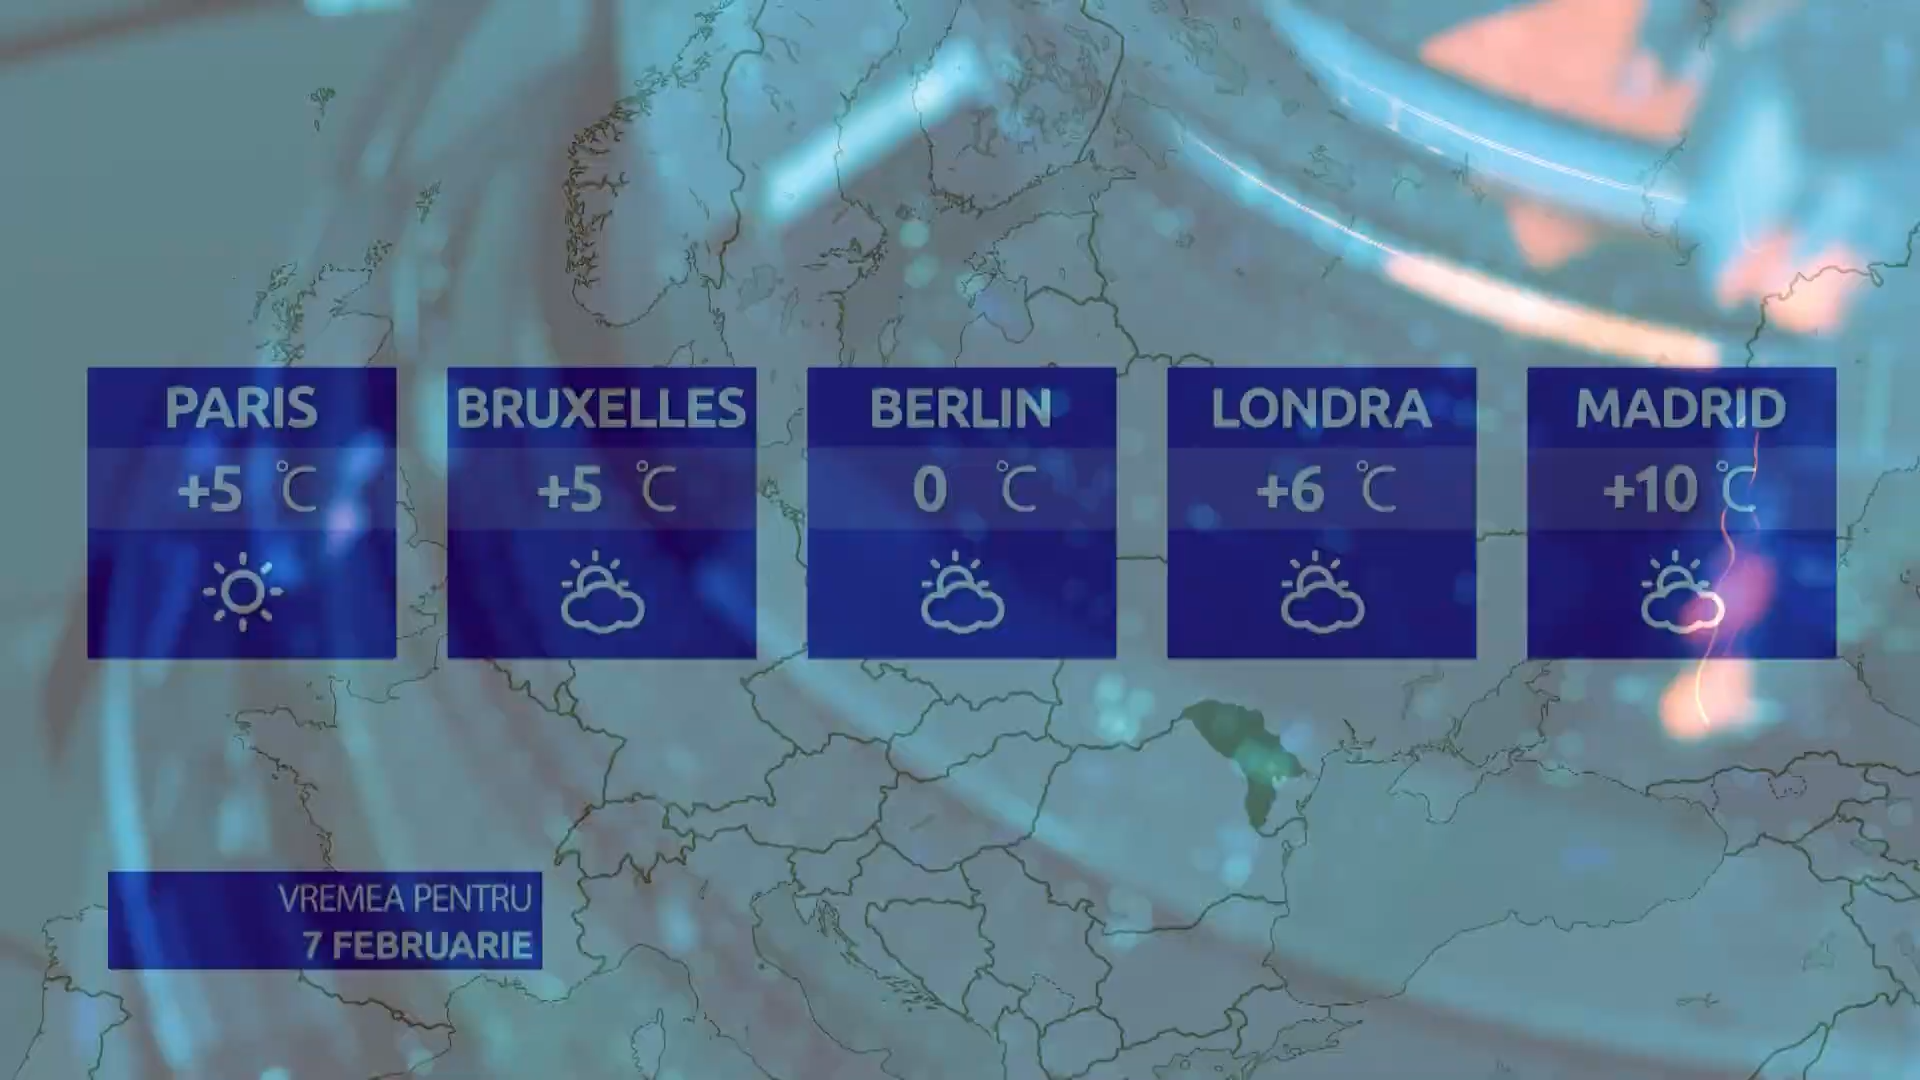 PARIS
+5 °C
BRUXELLES
+5 °C
BERLIN
0 °C
LONDRA
+6 °C
MADRID
+10 °C
VREMEA PENTRU
7 FEBRUARIE